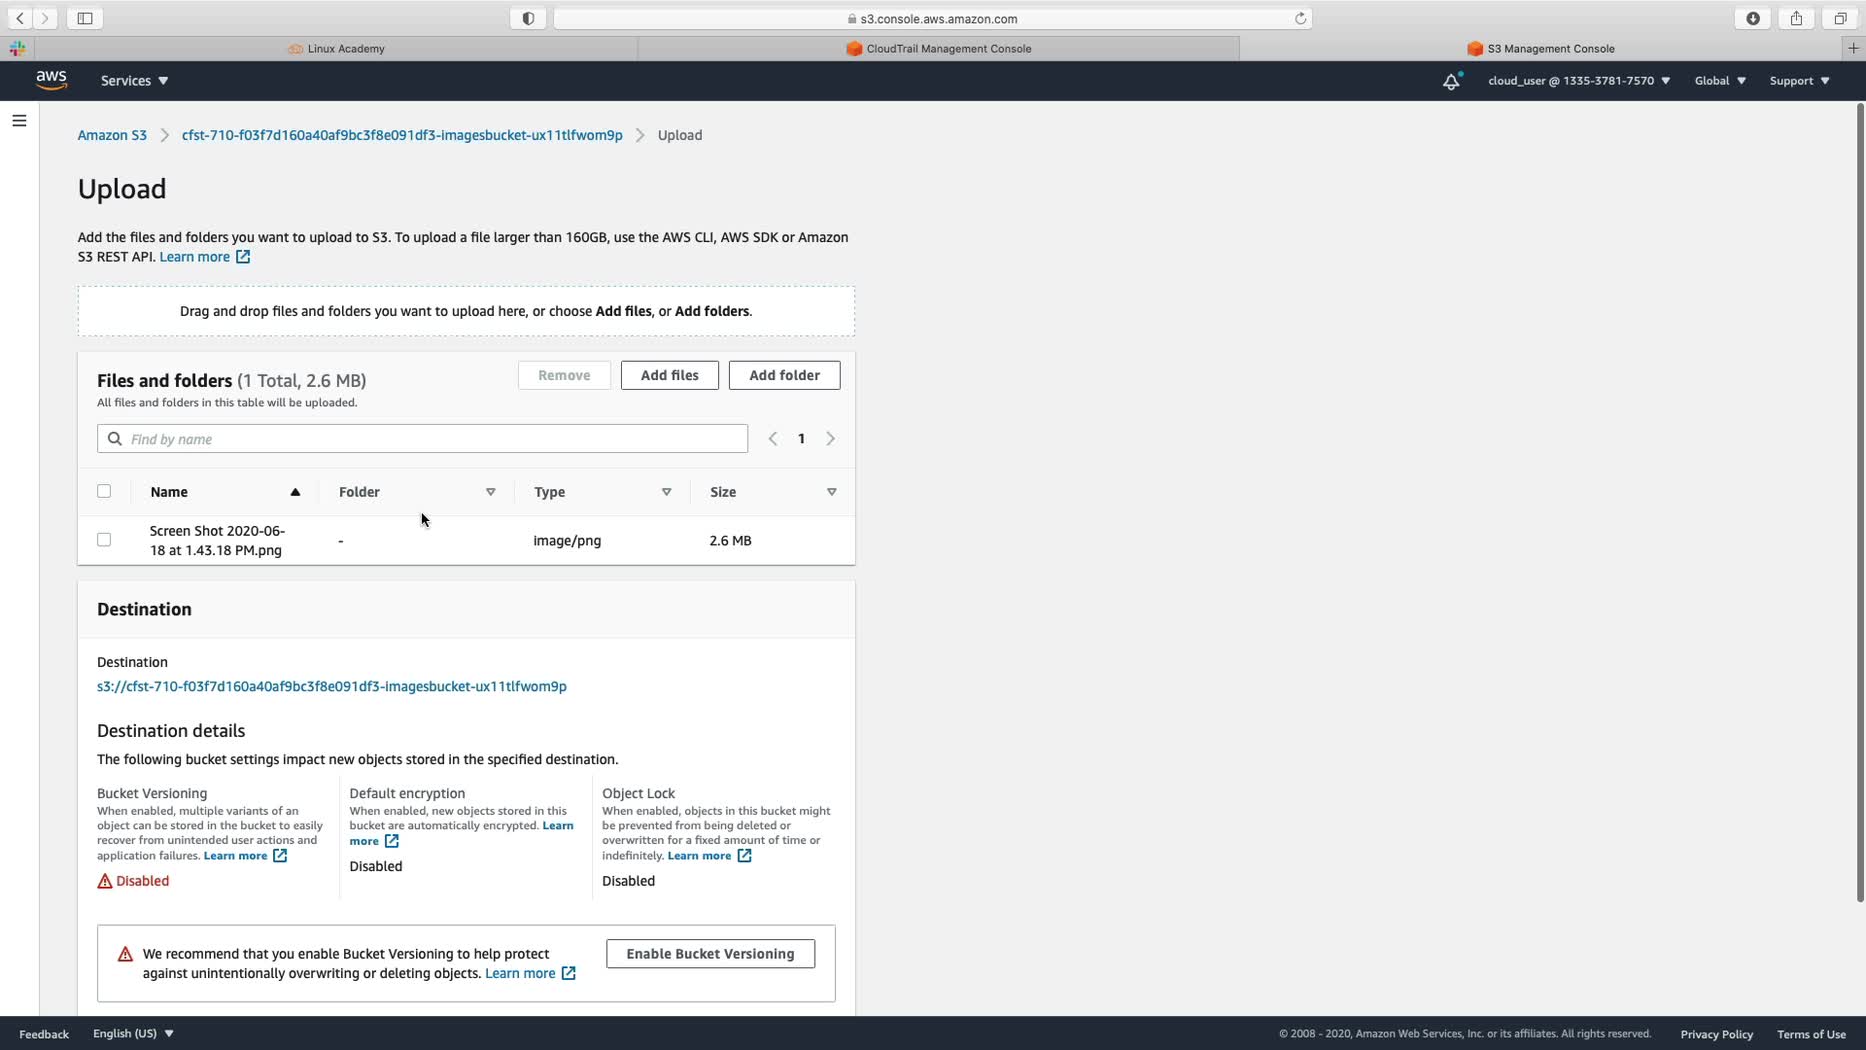 s3.console.aws.amazon.com
Linux Academy
CloudTrail Management Console
S3 Management Console
aws
Services
cloud_user @ 1335-3781-7570
Global
Support
Amazon S3
cfst-710-f03f7d160a40af9bc3f8e091df3-imagesbucket-ux11tlfwom9p
Upload
Upload
Add the files and folders you want to upload to S3. To upload a file larger than 160GB, use the AWS CLI, AWS SDK or Amazon
S3 REST API. Learn more
Drag and drop files and folders you want to upload here, or choose Add files, or Add folders.
Files and folders (1 Total, 2.6 MB)
Remove
Add files
Add folder
All files and folders in this table will be uploaded.
Find by name
1
Name
Folder
Type
Size
Screen Shot 2020-06-
18 at 1.43.18 PM.png
-
image/png
2.6 MB
Destination
Destination
s3://cfst-710-f03f7d160a40af9bc3f8e091df3-imagesbucket-ux11tlfwom9p
Destination details
The following bucket settings impact new objects stored in the specified destination.
Bucket Versioning
When enabled, multiple variants of an
object can be stored in the bucket to easily
recover from unintended user actions and
application failures. Learn more
Disabled
Default encryption
When enabled, new objects stored in this
bucket are automatically encrypted. Learn
more
Disabled
Object Lock
When enabled, objects in this bucket might
be prevented from being deleted or
overwritten for a fixed amount of time or
indefinitely. Learn more
Disabled
We recommend that you enable Bucket Versioning to help protect
against unintentionally overwriting or deleting objects. Learn more
Enable Bucket Versioning
Feedback
English (US)
© 2008 - 2020, Amazon Web Services, Inc. or its affiliates. All rights reserved.
Privacy Policy
Terms of Use